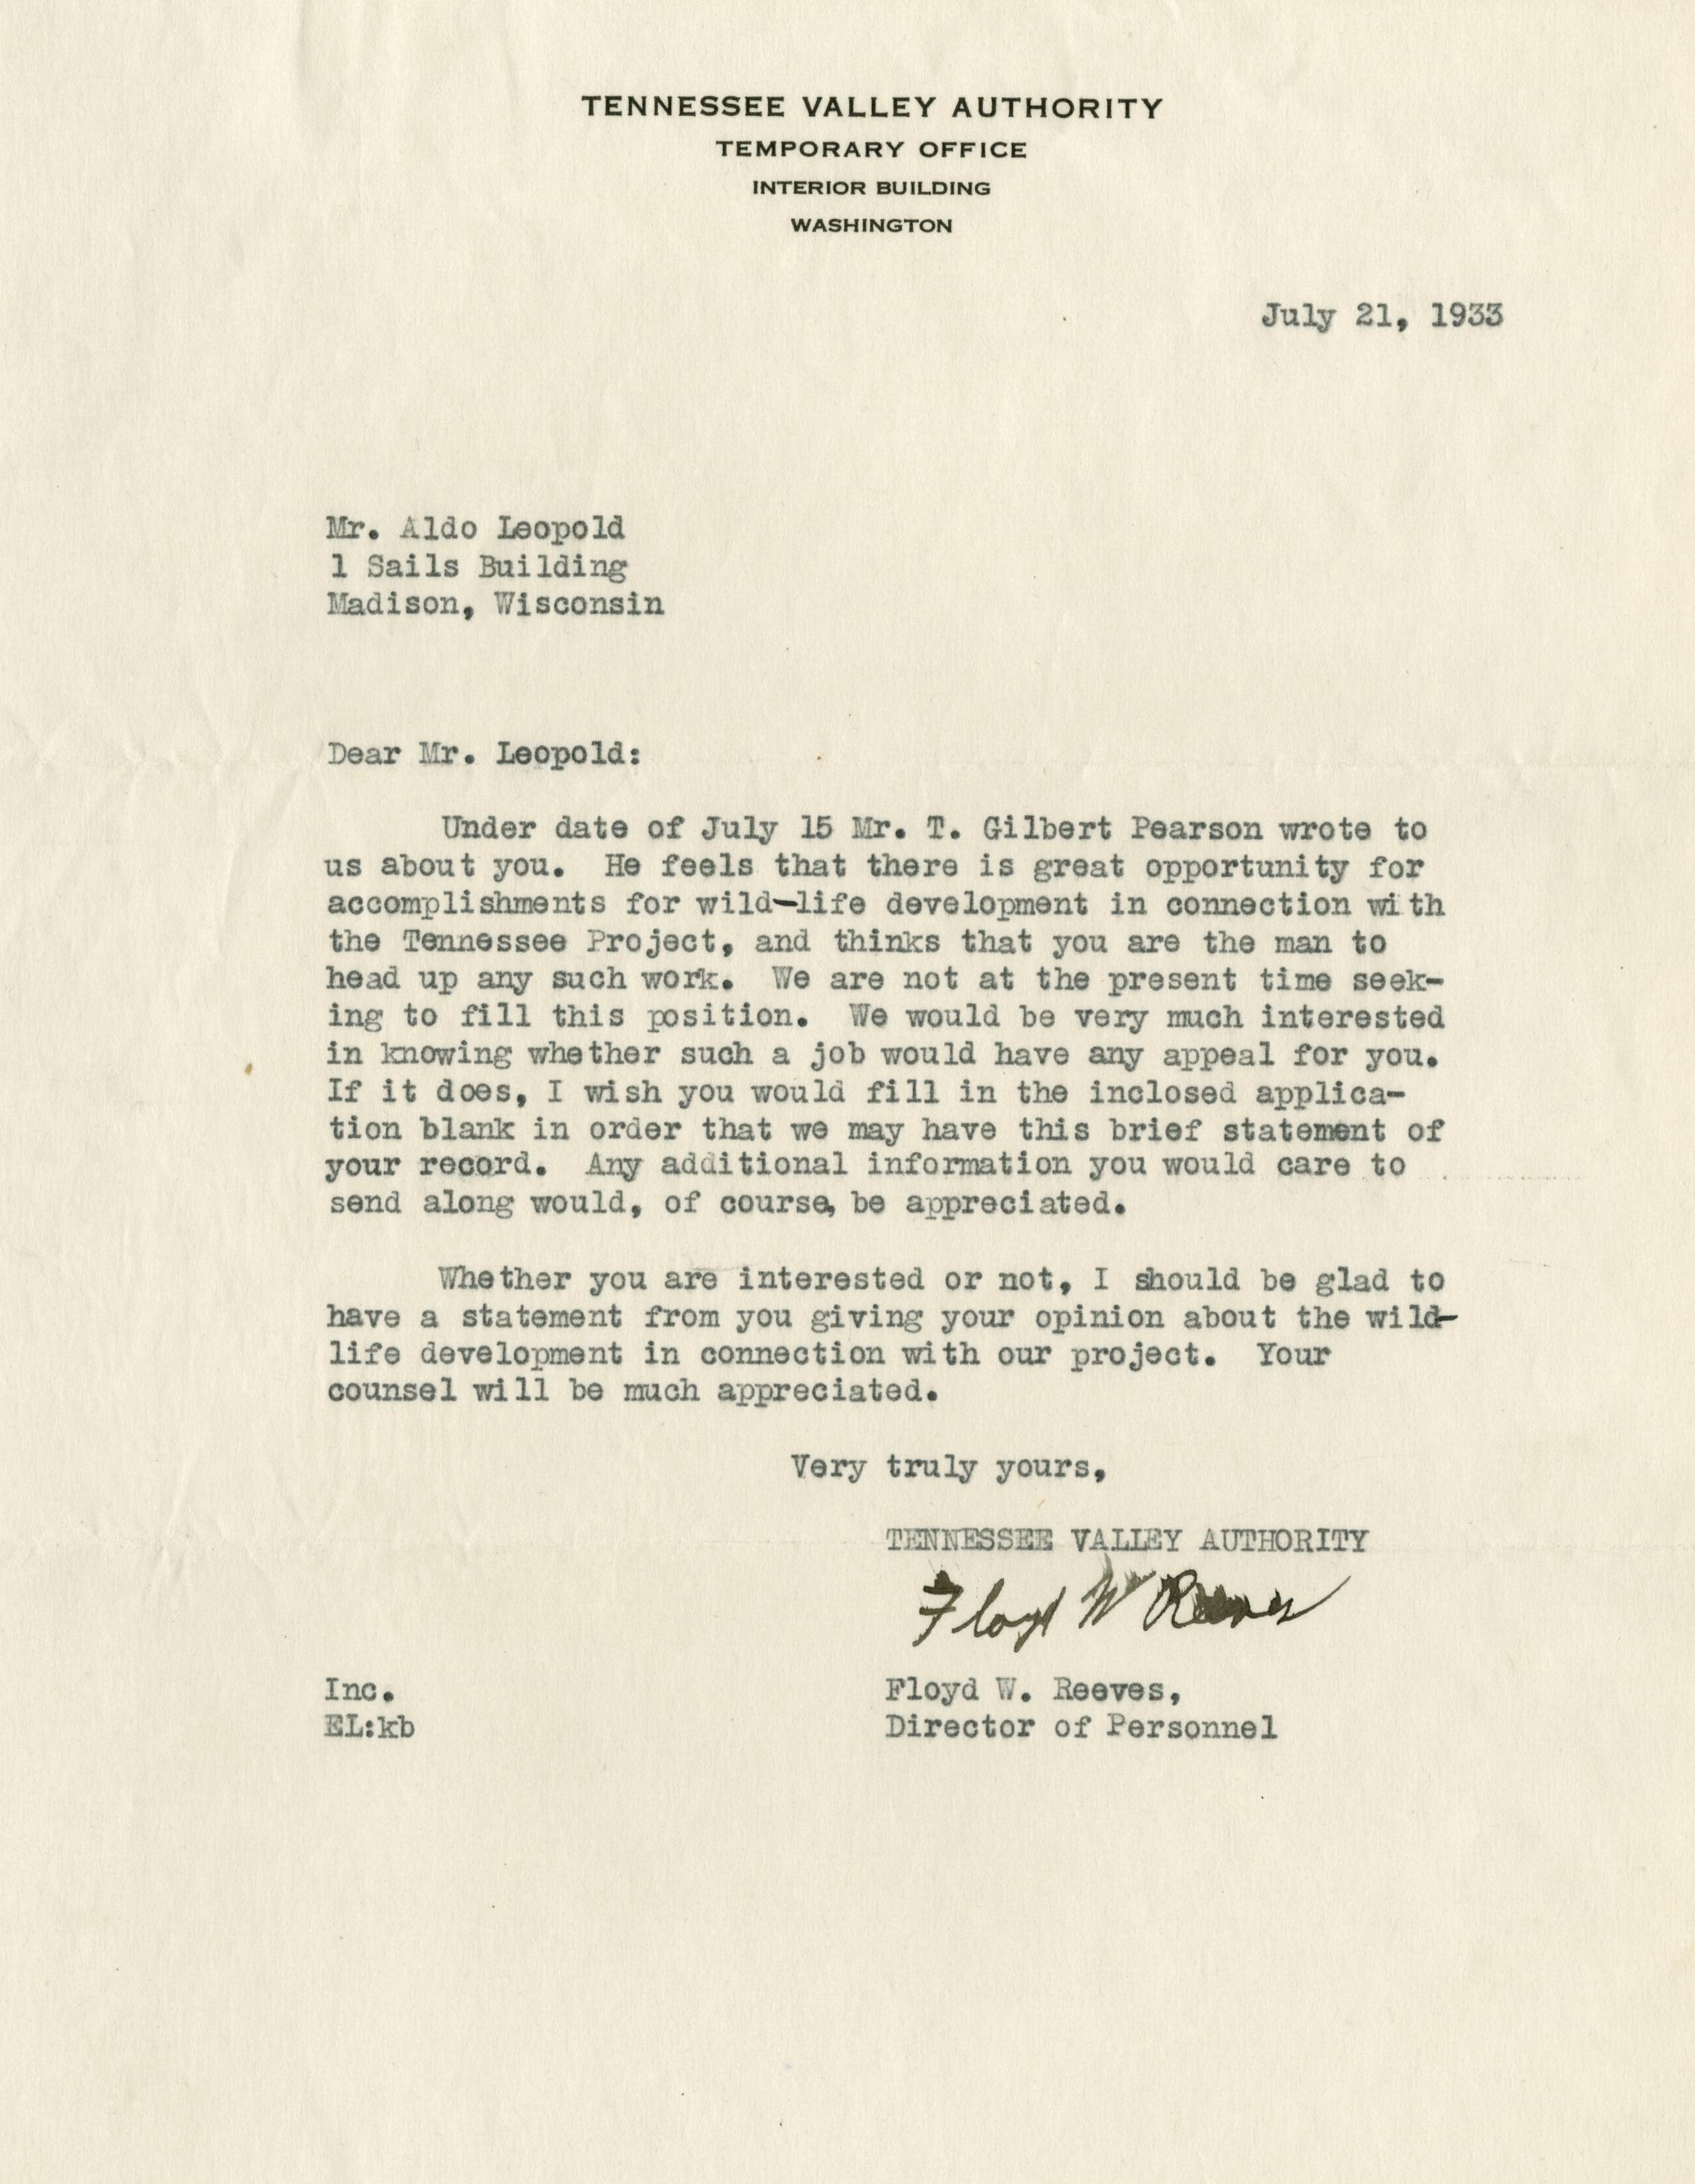 TENNESSEE VALLEY AUTHORITY
TEMPORARY OFFICE
INTERIOR BUILDING
WASHINGTON
July 21, 1933
Mr. Aldo Leopold
1 Sails Building
Madison, Wisconsin
Dear Mr. Leopold:
Under date of July 15 Mr. T. Gilbert Pearson wrote to
us about you. He feels that there is great opportunity for
accomplishments for wild-life development in connection with
the Tennessee Project, and thinks that you are the man to
head up any such work. We are not at the present time seek-
ing to fill this position. We would be very much interested
in knowing whether such a job would have any appeal for you.
If it does, I wish you would fill in the inclosed applica-
tion blank in order that we may have this brief statement of
your record. Any additional information you would care to
send along would, of course, be appreciated.
Whether you are interested or not, I should be glad to
have a statement from you giving your opinion about the wild-
life development in connection with our project. Your
counsel will be much appreciated.
Very truly yours,
TENNESSEE VALLEY AUTHORITY
Floyd W Reeves
Inc.
EL:kb
Floyd W. Reeves,
Director of Personnel